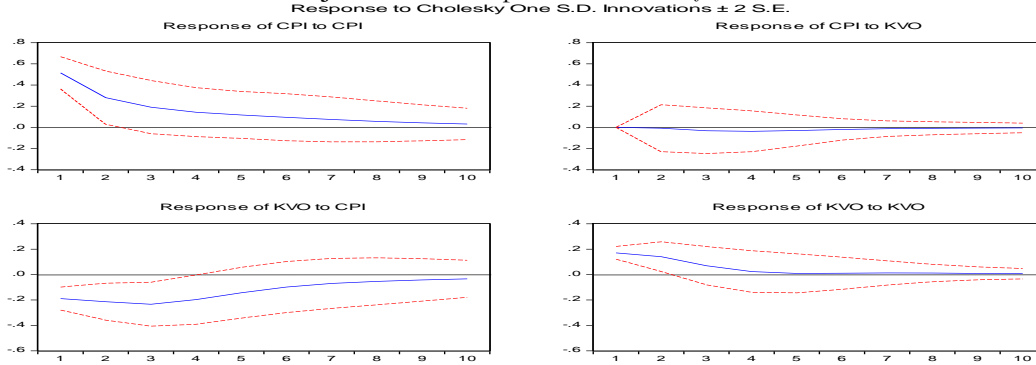 Response to Cholesky One S.D. Innovations ± 2 S.E.
Response of CPI to CPI
.8
.6
.4
.2
.0
-.2
-.4
1 2 3 4 5 6 7 8 9 10
Response of CPI to KVO
.8
.6
.4
.2
.0
-.2
-.4
1 2 3 4 5 6 7 8 9 10
Response of KVO to CPI
.4
.2
.0
-.2
-.4
-.6
1 2 3 4 5 6 7 8 9 10
Response of KVO to KVO
.4
.2
.0
-.2
-.4
-.6
1 2 3 4 5 6 7 8 9 10